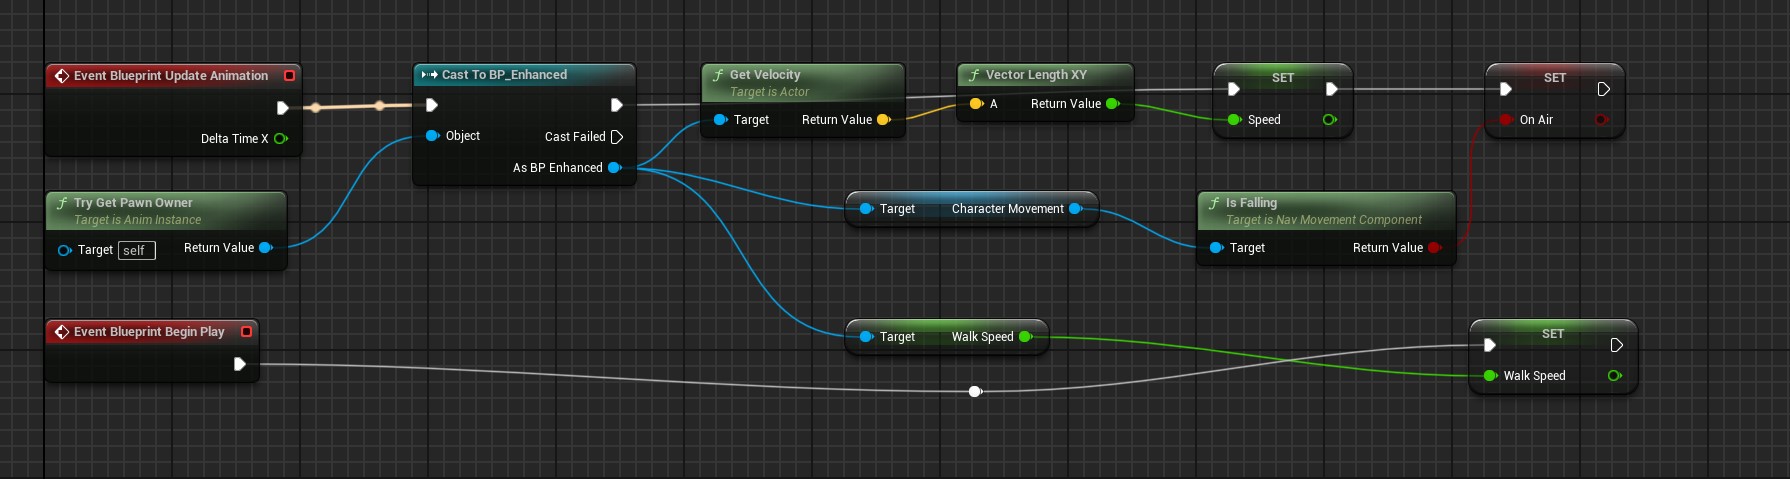 Event Blueprint Update Animation
Delta Time X
Cast To BP_Enhanced
Object
Cast Failed
As BP Enhanced
Get Velocity
Target is Actor
Target
Return Value
Vector Length XY
A
Return Value
SET
Speed
SET
On Air
Try Get Pawn Owner
Target is Anim Instance
Target
self
Return Value
Target
Character Movement
Is Falling
Target is Nav Movement Component
Target
Return Value
Event Blueprint Begin Play
Target
Walk Speed
SET
Walk Speed